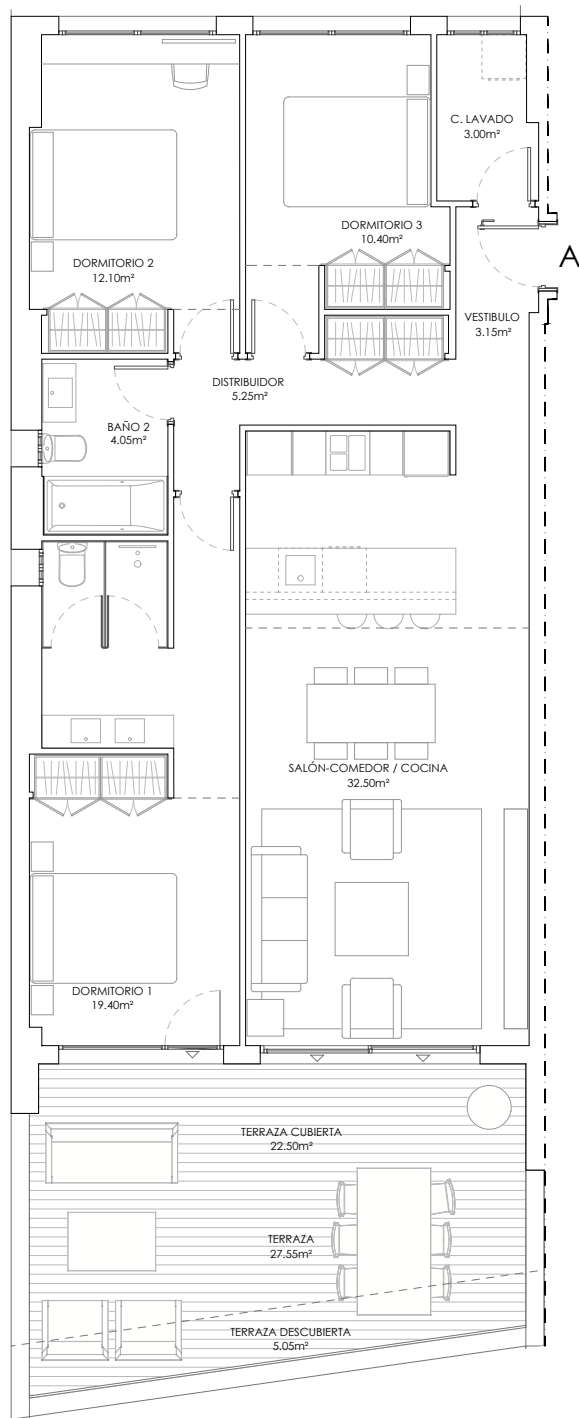 C. LAVADO
3.00m²
DORMITORIO 3
10.40m²
A
DORMITORIO 2
12.10m²
VESTIBULO
3.15m²
DISTRIBUIDOR
5.25m²
BAÑO 2
4.05m²
SALÓN-COMEDOR / COCINA
32.50m²
DORMITORIO 1
19.40m²
TERRAZA CUBIERTA
22.50m²
TERRAZA
27.55m²
TERRAZA DESCUBIERTA
5.05m²